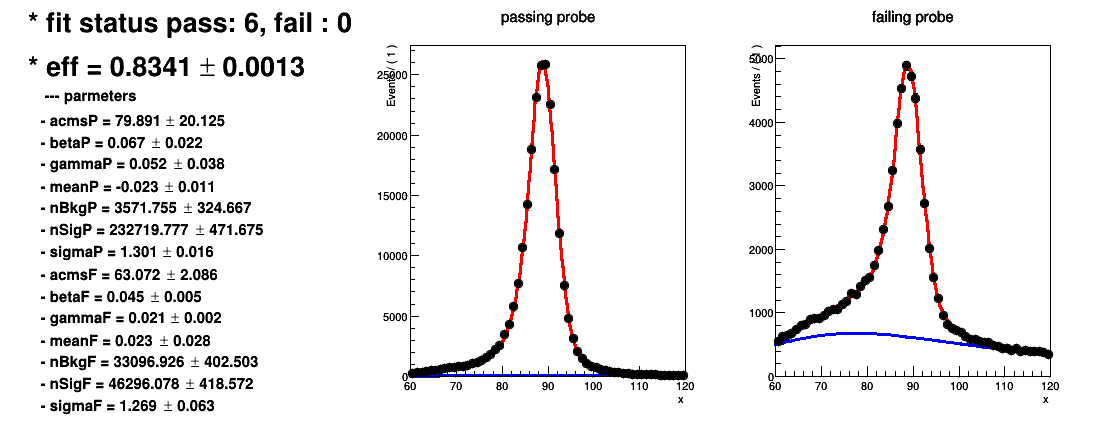 * fit status pass: 6, fail : 0
* eff = 0.8341 ± 0.0013
--- parmeters
- acmsP = 79.891 ± 20.125
- betaP = 0.067 ± 0.022
- gammaP = 0.052 ± 0.038
- meanP = -0.023 ± 0.011
- nBkgP = 3571.755 ± 324.667
- nSigP = 232719.777 ± 471.675
- sigmaP = 1.301 ± 0.016
- acmsF = 63.072 ± 2.086
- betaF = 0.045 ± 0.005
- gammaF = 0.021 ± 0.002
- meanF = 0.023 ± 0.028
- nBkgF = 33096.926 ± 402.503
- nSigF = 46296.078 ± 418.572
- sigmaF = 1.269 ± 0.063
passing probe
Events / ( 1 )
25000
20000
15000
10000
5000
0
60 70 80 90 100 110 120
x
failing probe
Events / ( 1 )
5000
4000
3000
2000
1000
0
60 70 80 90 100 110 120
x